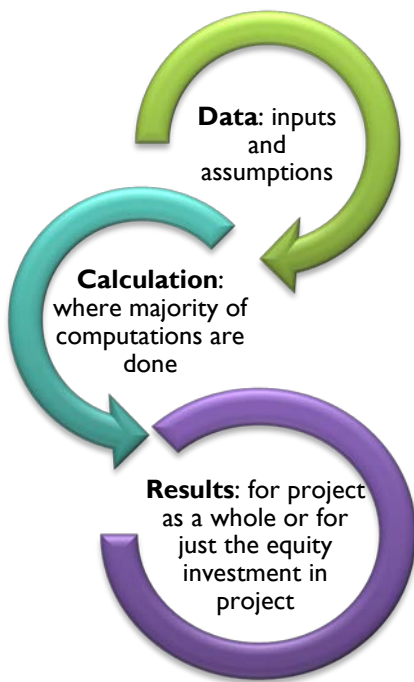 Data: inputs
and
assumptions
Calculation:
where majority of
computations are
done
Results: for project
as a whole or for
just the equity
investment in
project